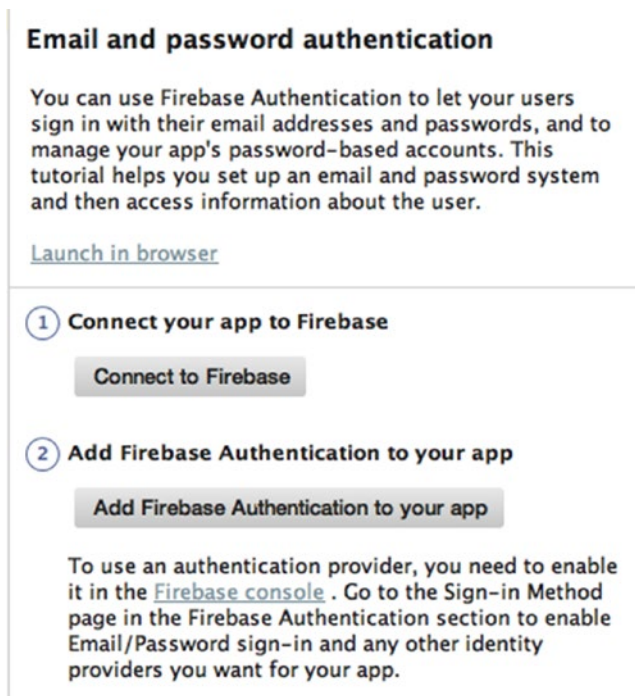 Email and password authentication
You can use Firebase Authentication to let your users
sign in with their email addresses and passwords, and to
manage your app's password-based accounts. This
tutorial helps you set up an email and password system
and then access information about the user.
Launch in browser
1 Connect your app to Firebase
Connect to Firebase
2 Add Firebase Authentication to your app
Add Firebase Authentication to your app
To use an authentication provider, you need to enable
it in the Firebase console . Go to the Sign-in Method
page in the Firebase Authentication section to enable
Email/Password sign-in and any other identity
providers you want for your app.